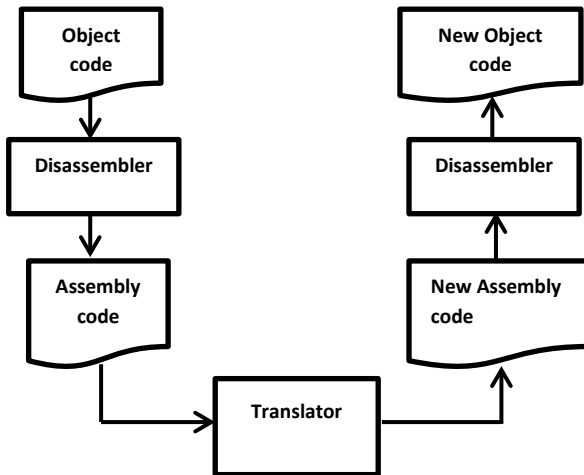 Object
code
Disassembler
Assembly
code
Translator
New Assembly
code
Disassembler
New Object
code